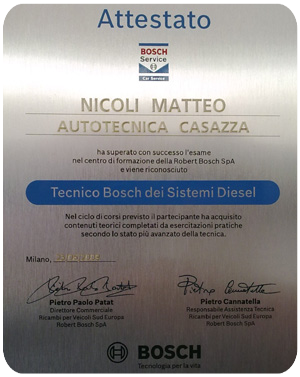 Attestato
BOSCH
Service
Car Service
NICOLI MATTEO
AUTOTECNICA CASAZZA
ha superato con successo l'esame
nel centro di formazione della Robert Bosch SpA
e viene riconosciuto
Tecnico Bosch dei Sistemi Diesel
Nel ciclo di corsi previsto il partecipante ha acquisito
contenuti teorici completati da esercitazioni pratiche
secondo lo stato più avanzato della tecnica.
Milano,
Pietro Paolo Patat
Direttore Commerciale
Ricambi per Veicoli Sud Europa
Robert Bosch SpA
Pietro Cannatella
Responsabile Assistenza Tecnica
Ricambi per Veicoli Sud Europa
Robert Bosch SpA
BOSCH
Tecnologia per la vita